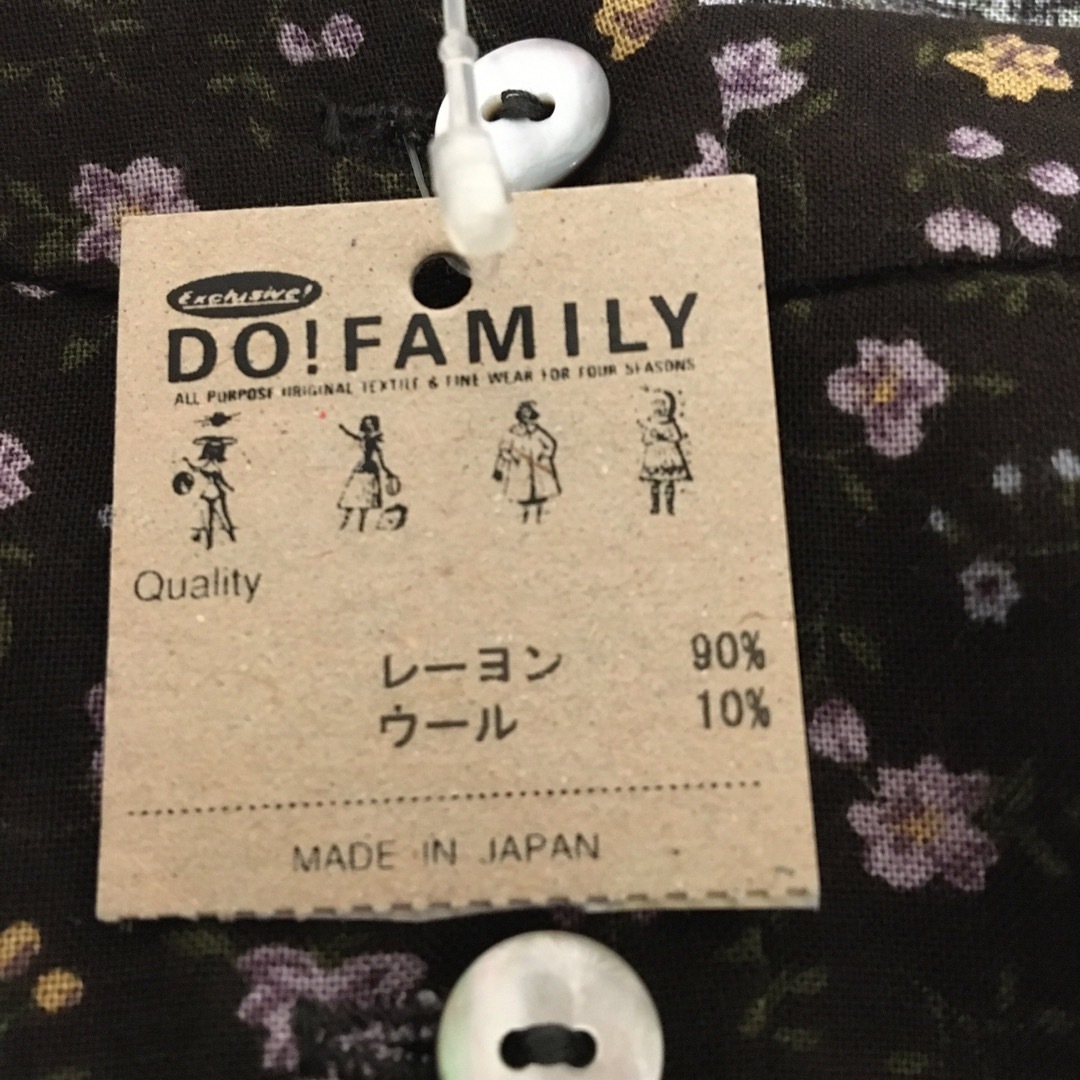 Exclusive!
DO!FAMILY
ALL PURPOSE ORIGINAL TEXTILE & FINE WEAR FOR FOUR SEASONS
Quality
レーヨン 90%
ウール 10%
MADE IN JAPAN